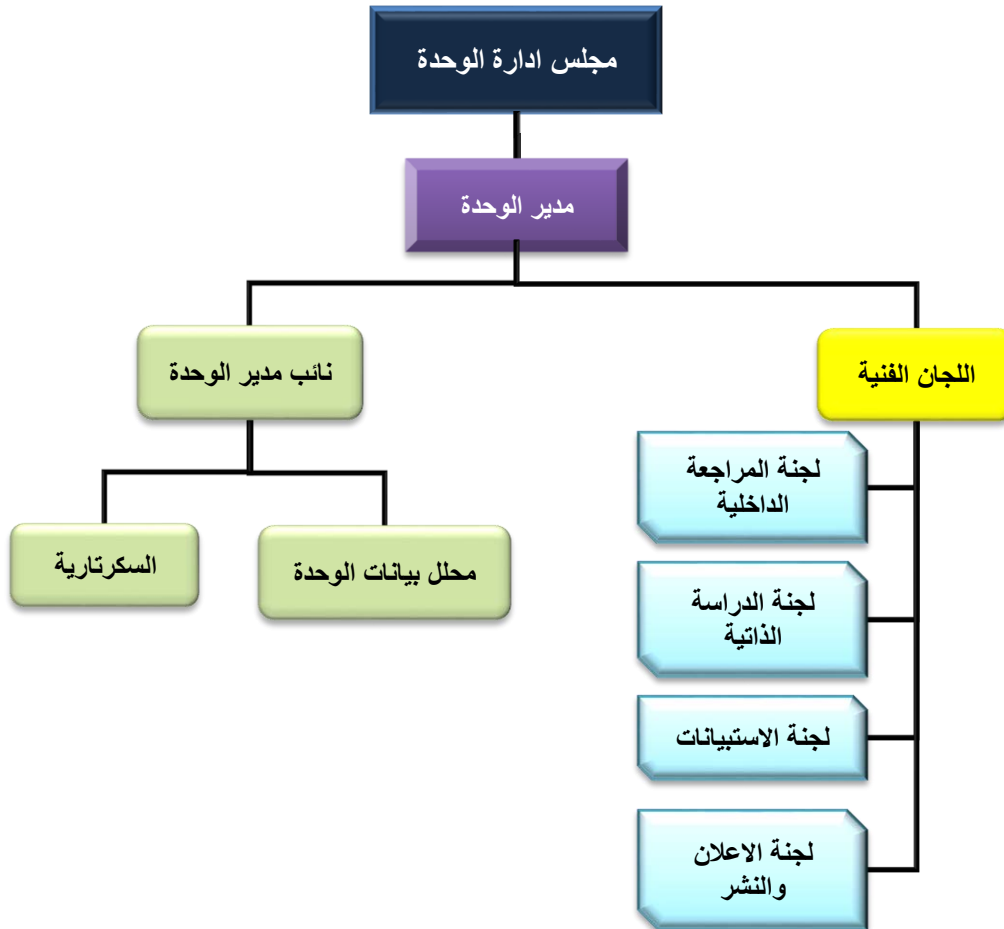 مجلس ادارة الوحدة
مدير الوحدة
اللجان الفنية
نائب مدير الوحدة
لجنة المراجعة
الداخلية
محلل بيانات الوحدة
السكرتارية
لجنة الدراسة
الذاتية
لجنة الاستبيانات
لجنة الاعلان
والنشر